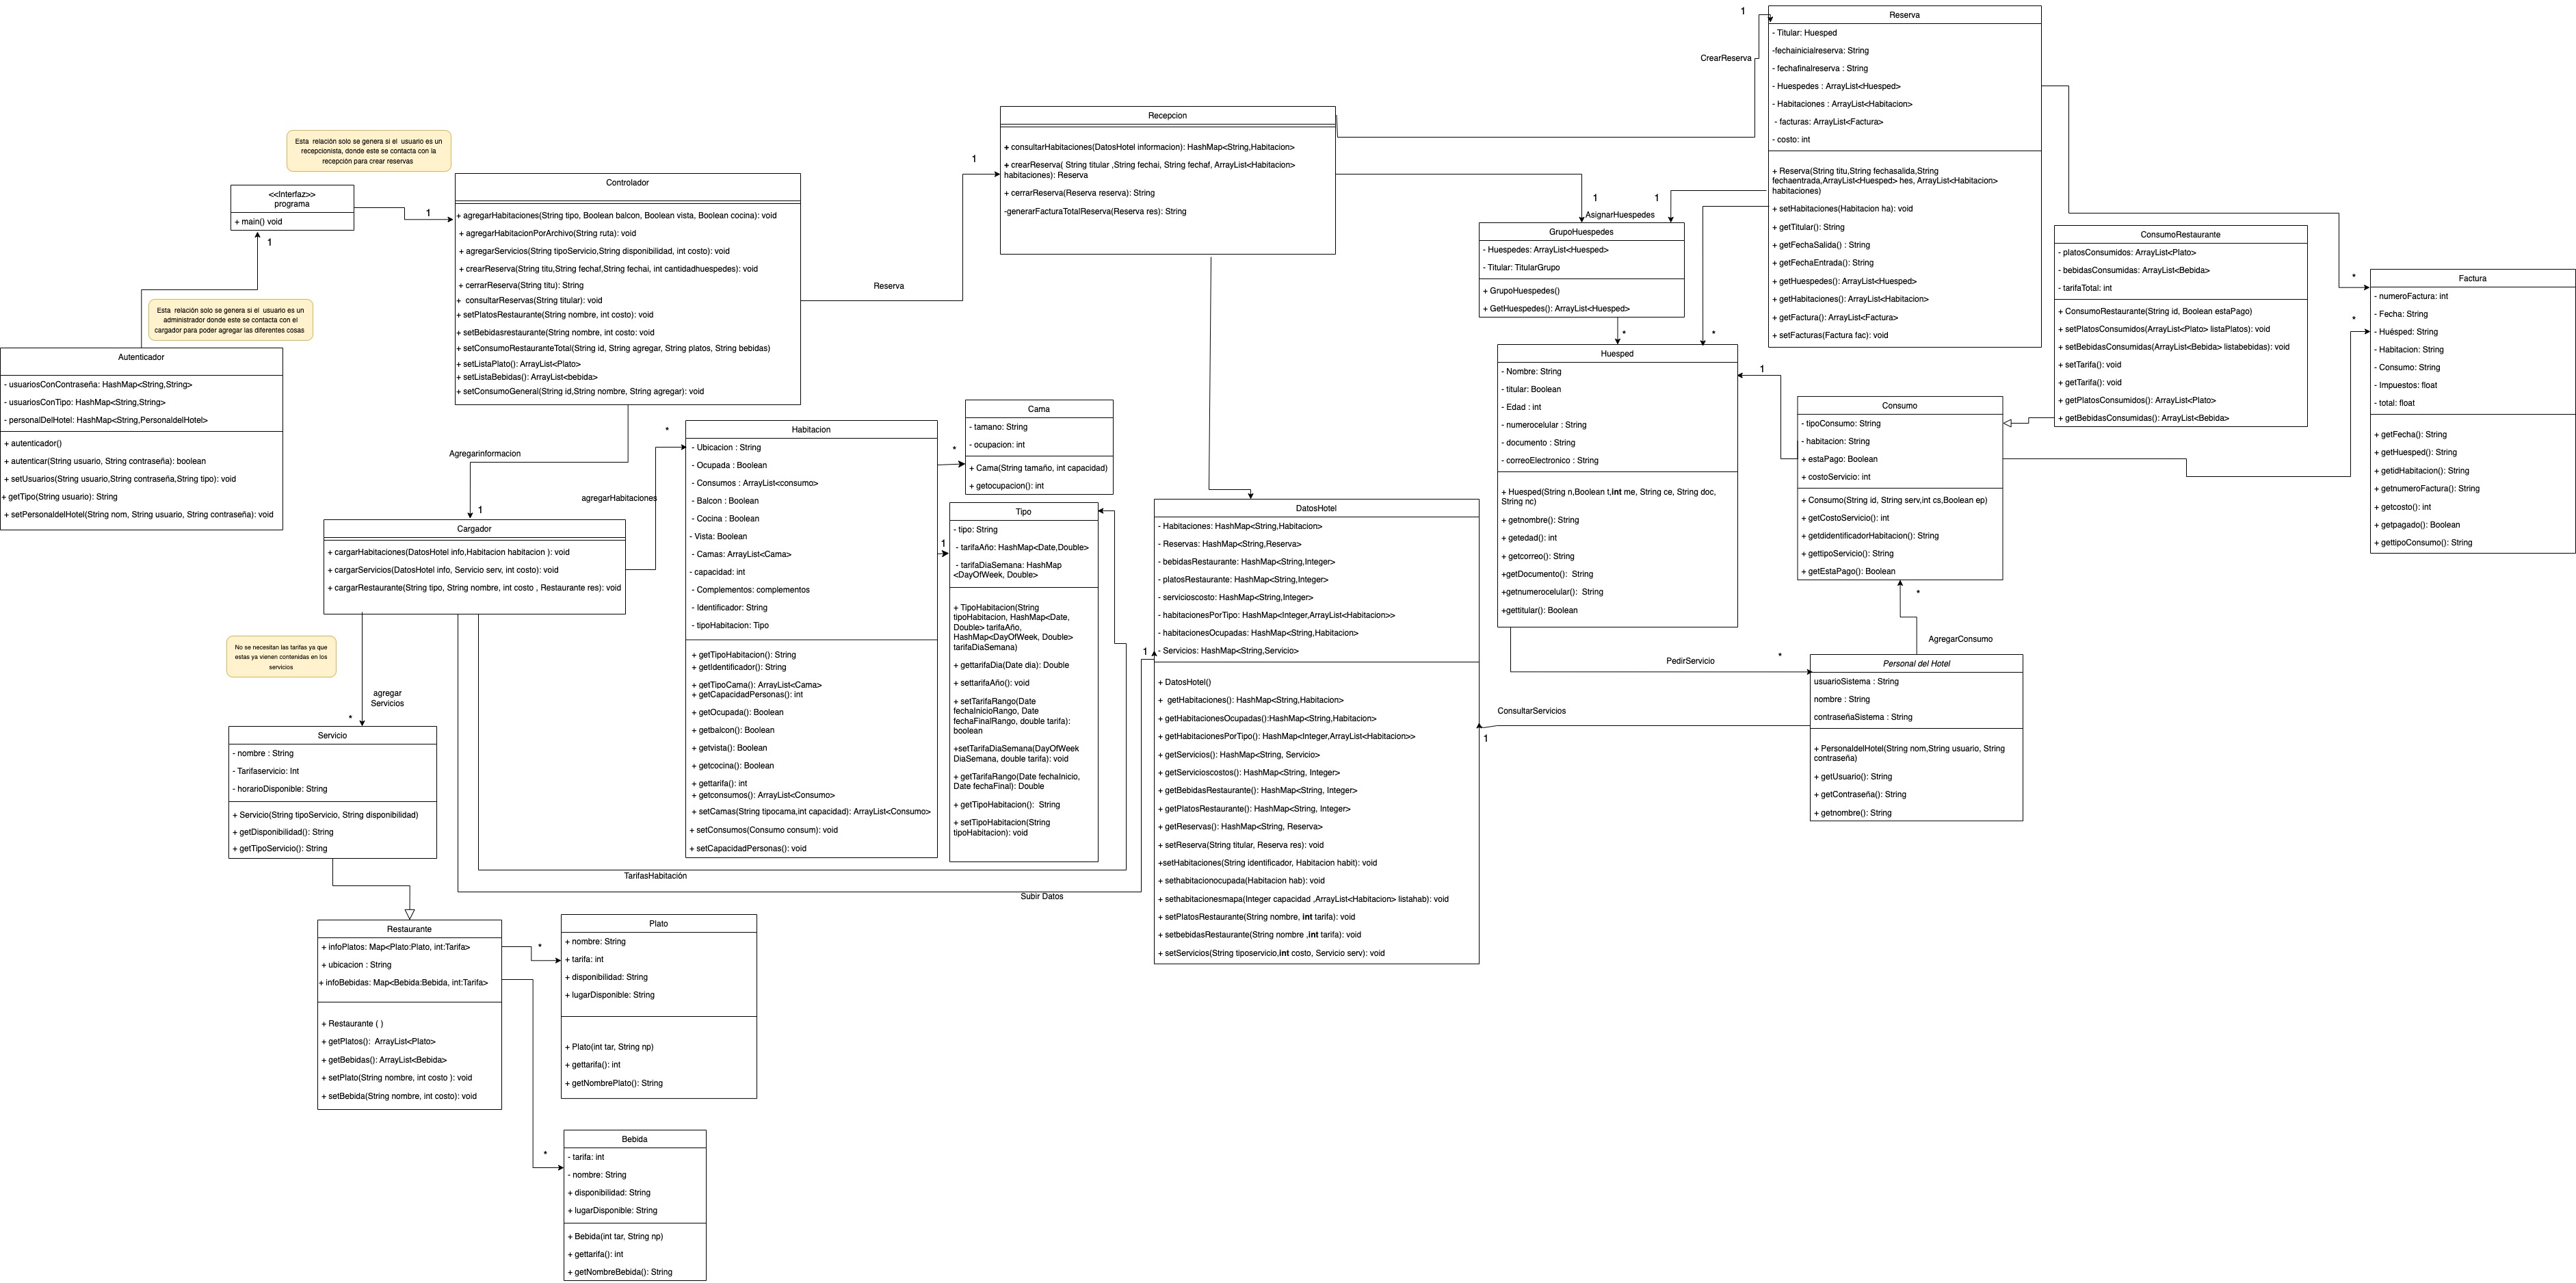 Esta relación solo se genera si el usuario es un
recepcionista, donde este se contacta con la
recepción para crear reservas
<<Interfaz>>
programa
+ main() void
1
1
Esta relación solo se genera si el usuario es un
administrador donde este se contacta con el
cargador para poder agregar las diferentes cosas
Autenticador
- usuariosConContraseña: HashMap<String,String>
- usuariosConTipo: HashMap<String,String>
- personalDelHotel: HashMap<String,PersonaldelHotel>
+ autenticador()
+ autenticar(String usuario, String contraseña): boolean
+ setUsuarios(String usuario,String contraseña,String tipo): void
+ getTipo(String usuario): String
+ setPersonaldelHotel(String nom, String usuario, String contraseña): void
Controlador
+ agregarHabitaciones(String tipo, Boolean balcon, Boolean vista, Boolean cocina): void
+ agregarHabitacionPorArchivo(String ruta): void
+ agregarServicios(String tipoServicio,String disponibilidad, int costo): void
+ crearReserva(String titu,String fechaf,String fechai, int cantidadhuespedes): void
+ cerrarReserva(String titu): String
+ consultarReservas(String titular): void
+ setPlatosRestaurante(String nombre, int costo): void
+ setBebidasrestaurante(String nombre, int costo: void
+ setConsumoRestauranteTotal(String id, String agregar, String platos, String bebidas)
+ setListaPlato(): ArrayList<Plato>
+ setListaBebidas(): ArrayList<bebida>
+ setConsumoGeneral(String id,String nombre, String agregar): void
Reserva
1
Agregarinformacion
1
Recepcion
+ consultarHabitaciones(DatosHotel informacion): HashMap<String,Habitacion>
+ crearReserva( String titular ,String fechai, String fechaf, ArrayList<Habitacion>
habitaciones): Reserva
+ cerrarReserva(Reserva reserva): String
-generarFacturaTotalReserva(Reserva res): String
CrearReserva
1
1
AsignarHuespedes
1
Reserva
- Titular: Huesped
-fechainicialreserva: String
- fechafinalreserva : String
- Huespedes : ArrayList<Huesped>
- Habitaciones : ArrayList<Habitacion>
- facturas: ArrayList<Factura>
- costo: int
+ Reserva(String titu,String fechasalida,String
fechaentrada,ArrayList<Huesped> hes, ArrayList<Habitacion>
habitaciones)
+ setHabitaciones(Habitacion ha): void
+ getTitular(): String
+ getFechaSalida() : String
+ getFechaEntrada(): String
+ getHuespedes(): ArrayList<Huesped>
+ getHabitaciones(): ArrayList<Habitacion>
+ getFactura(): ArrayList<Factura>
+ setFacturas(Factura fac): void
GrupoHuespedes
- Huespedes: ArrayList<Huesped>
- Titular: TitularGrupo
+ GrupoHuespedes()
+ GetHuespedes(): ArrayList<Huesped>
*
*
Huesped
- Nombre: String
- titular: Boolean
- Edad : int
- numerocelular : String
- documento : String
- correoElectronico : String
+ Huesped(String n,Boolean t,int me, String ce, String doc,
String nc)
+ getnombre(): String
+ getedad(): int
+ getcorreo(): String
+getDocumento(): String
+getnumerocelular(): String
+gettitular(): Boolean
1
ConsumoRestaurante
- platosConsumidos: ArrayList<Plato>
- bebidasConsumidas: ArrayList<Bebida>
- tarifaTotal: int
+ ConsumoRestaurante(String id, Boolean estaPago)
+ setPlatosConsumidos(ArrayList<Plato> listaPlatos): void
+ setBebidasConsumidas(ArrayList<Bebida> listabebidas): void
+ setTarifa(): void
+ getTarifa(): void
+ getPlatosConsumidos(): ArrayList<Plato>
+ getBebidasConsumidas(): ArrayList<Bebida>
Consumo
- tipoConsumo: String
- habitacion: String
+ estaPago: Boolean
+ costoServicio: int
+ Consumo(String id, String serv,int cs,Boolean ep)
+ getCostoServicio(): int
+ getdidentificadorHabitacion(): String
+ gettipoServicio(): String
+ getEstaPago(): Boolean
*
*
Factura
- numeroFactura: int
- Fecha: String
- Huésped: String
- Habitacion: String
- Consumo: String
- Impuestos: float
- total: float
+ getFecha(): String
+ getHuesped(): String
+ getidHabitacion(): String
+ getnumeroFactura(): String
+ getcosto(): int
+ getpagado(): Boolean
+ gettipoConsumo(): String
*
AgregarConsumo
PedirServicio
*
Personal del Hotel
usuarioSistema : String
nombre : String
contraseñaSistema : String
+ PersonaldelHotel(String nom,String usuario, String
contraseña)
+ getUsuario(): String
+ getContraseña(): String
+ getnombre(): String
ConsultarServicios
1
DatosHotel
- Habitaciones: HashMap<String,Habitacion>
- Reservas: HashMap<String,Reserva>
- bebidasRestaurante: HashMap<String,Integer>
- platosRestaurante: HashMap<String,Integer>
- servicioscosto: HashMap<String,Integer>
- habitacionesPorTipo: HashMap<Integer,ArrayList<Habitacion>>
- habitacionesOcupadas: HashMap<String,Habitacion>
- Servicios: HashMap<String,Servicio>
+ DatosHotel()
+ getHabitaciones(): HashMap<String,Habitacion>
+ getHabitacionesOcupadas():HashMap<String,Habitacion>
+ getHabitacionesPorTipo(): HashMap<Integer,ArrayList<Habitacion>>
+ getServicios(): HashMap<String, Servicio>
+ getServicioscostos(): HashMap<String, Integer>
+ getBebidasRestaurante(): HashMap<String, Integer>
+ getPlatosRestaurante(): HashMap<String, Integer>
+ getReservas(): HashMap<String, Reserva>
+ setReserva(String titular, Reserva res): void
+setHabitaciones(String identificador, Habitacion habit): void
+ sethabitacionocupada(Habitacion hab): void
+ sethabitacionesmapa(Integer capacidad ,ArrayList<Habitacion> listahab): void
+ setPlatosRestaurante(String nombre, int tarifa): void
+ setbebidasRestaurante(String nombre ,int tarifa): void
+ setServicios(String tiposervicio,int costo, Servicio serv): void
1
Cama
- tamano: String
- ocupacion: int
+ Cama(String tamaño, int capacidad)
+ getocupacion(): int
*
Tipo
- tipo: String
- tarifaAño: HashMap<Date,Double>
- tarifaDiaSemana: HashMap
<DayOfWeek, Double>
+ TipoHabitacion(String
tipoHabitacion, HashMap<Date,
Double> tarifaAño,
HashMap<DayOfWeek, Double>
tarifaDiaSemana)
+ gettarifaDia(Date dia): Double
+ settarifaAño(): void
+ setTarifaRango(Date
fechaInicioRango, Date
fechaFinalRango, double tarifa):
boolean
+setTarifaDiaSemana(DayOfWeek
DiaSemana, double tarifa): void
+ getTarifaRango(Date fechaInicio,
Date fechaFinal): Double
+ getTipoHabitacion(): String
+ setTipoHabitacion(String
tipoHabitacion): void
1
*
Habitacion
- Ubicacion : String
- Ocupada : Boolean
- Consumos : ArrayList<consumo>
- Balcon : Boolean
- Cocina : Boolean
- Vista: Boolean
- Camas: ArrayList<Cama>
- capacidad: int
- Complementos: complementos
- Identificador: String
- tipoHabitacion: Tipo
+ getTipoHabitacion(): String
+ getIdentificador(): String
+ getTipoCama(): ArrayList<Cama>
+ getCapacidadPersonas(): int
+ getOcupada(): Boolean
+ getbalcon(): Boolean
+ getvista(): Boolean
+ getcocina(): Boolean
+ gettarifa(): int
+ getconsumos(): ArrayList<Consumo>
+ setCamas(String tipocama,int capacidad): ArrayList<Consumo>
+ setConsumos(Consumo consum): void
+ setCapacidadPersonas(): void
agregarHabitaciones
Cargador
+ cargarHabitaciones(DatosHotel info,Habitacion habitacion ): void
+ cargarServicios(DatosHotel info, Servicio serv, int costo): void
+ cargarRestaurante(String tipo, String nombre, int costo , Restaurante res): void
No se necesitan las tarifas ya que
estas ya vienen contenidas en los
servicios
agregar
Servicios
*
TarifasHabitación
Subir Datos
Servicio
- nombre : String
- Tarifaservicio: Int
- horarioDisponible: String
+ Servicio(String tipoServicio, String disponibilidad)
+ getDisponibilidad(): String
+ getTipoServicio(): String
Restaurante
+ infoPlatos: Map<Plato:Plato, int:Tarifa>
+ ubicacion : String
+ infoBebidas: Map<Bebida:Bebida, int:Tarifa>
+ Restaurante ( )
+ getPlatos(): ArrayList<Plato>
+ getBebidas(): ArrayList<Bebida>
+ setPlato(String nombre, int costo ): void
+ setBebida(String nombre, int costo): void
*
Plato
+ nombre: String
+ tarifa: int
+ disponibilidad: String
+ lugarDisponible: String
+ Plato(int tar, String np)
+ gettarifa(): int
+ getNombrePlato(): String
*
Bebida
- tarifa: int
- nombre: String
+ disponibilidad: String
+ lugarDisponible: String
+ Bebida(int tar, String np)
+ gettarifa(): int
+ getNombreBebida(): String